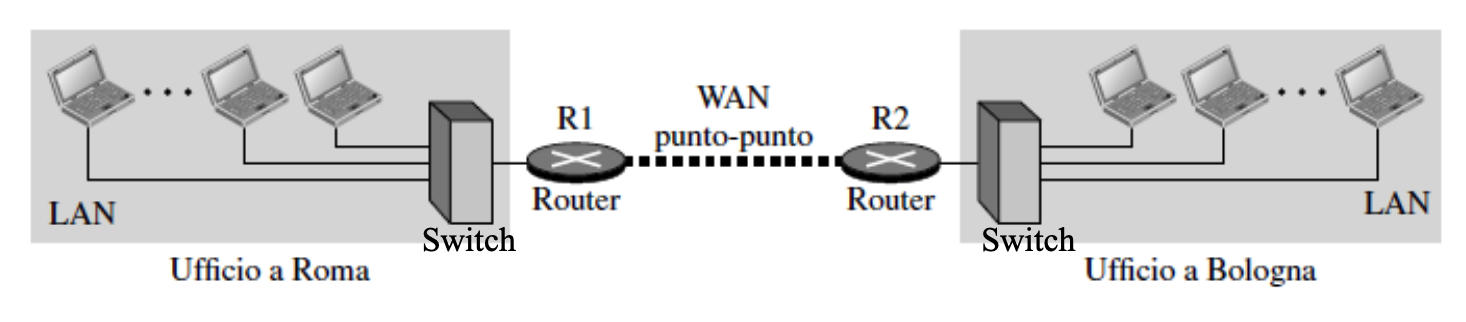 WAN
punto-punto
R1
R2
Router
Router
LAN
LAN
Switch
Switch
Ufficio a Roma
Ufficio a Bologna